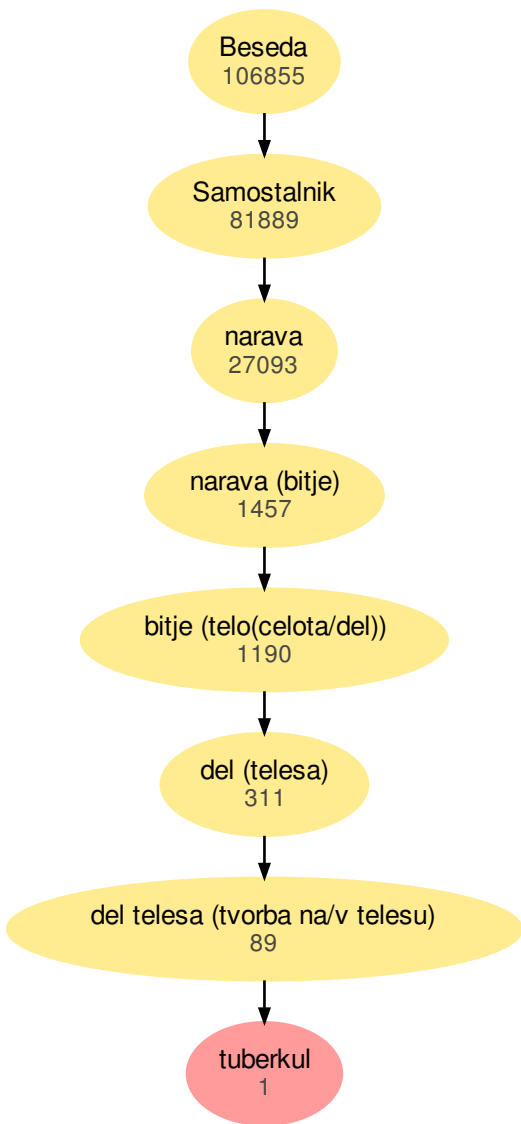 Beseda
106855
Samostalnik
81889
narava
27093
narava (bitje)
1457
bitje (telo(celota/del))
1190
del (telesa)
311
del telesa (tvorba na/v telesu)
89
tuberkul
1